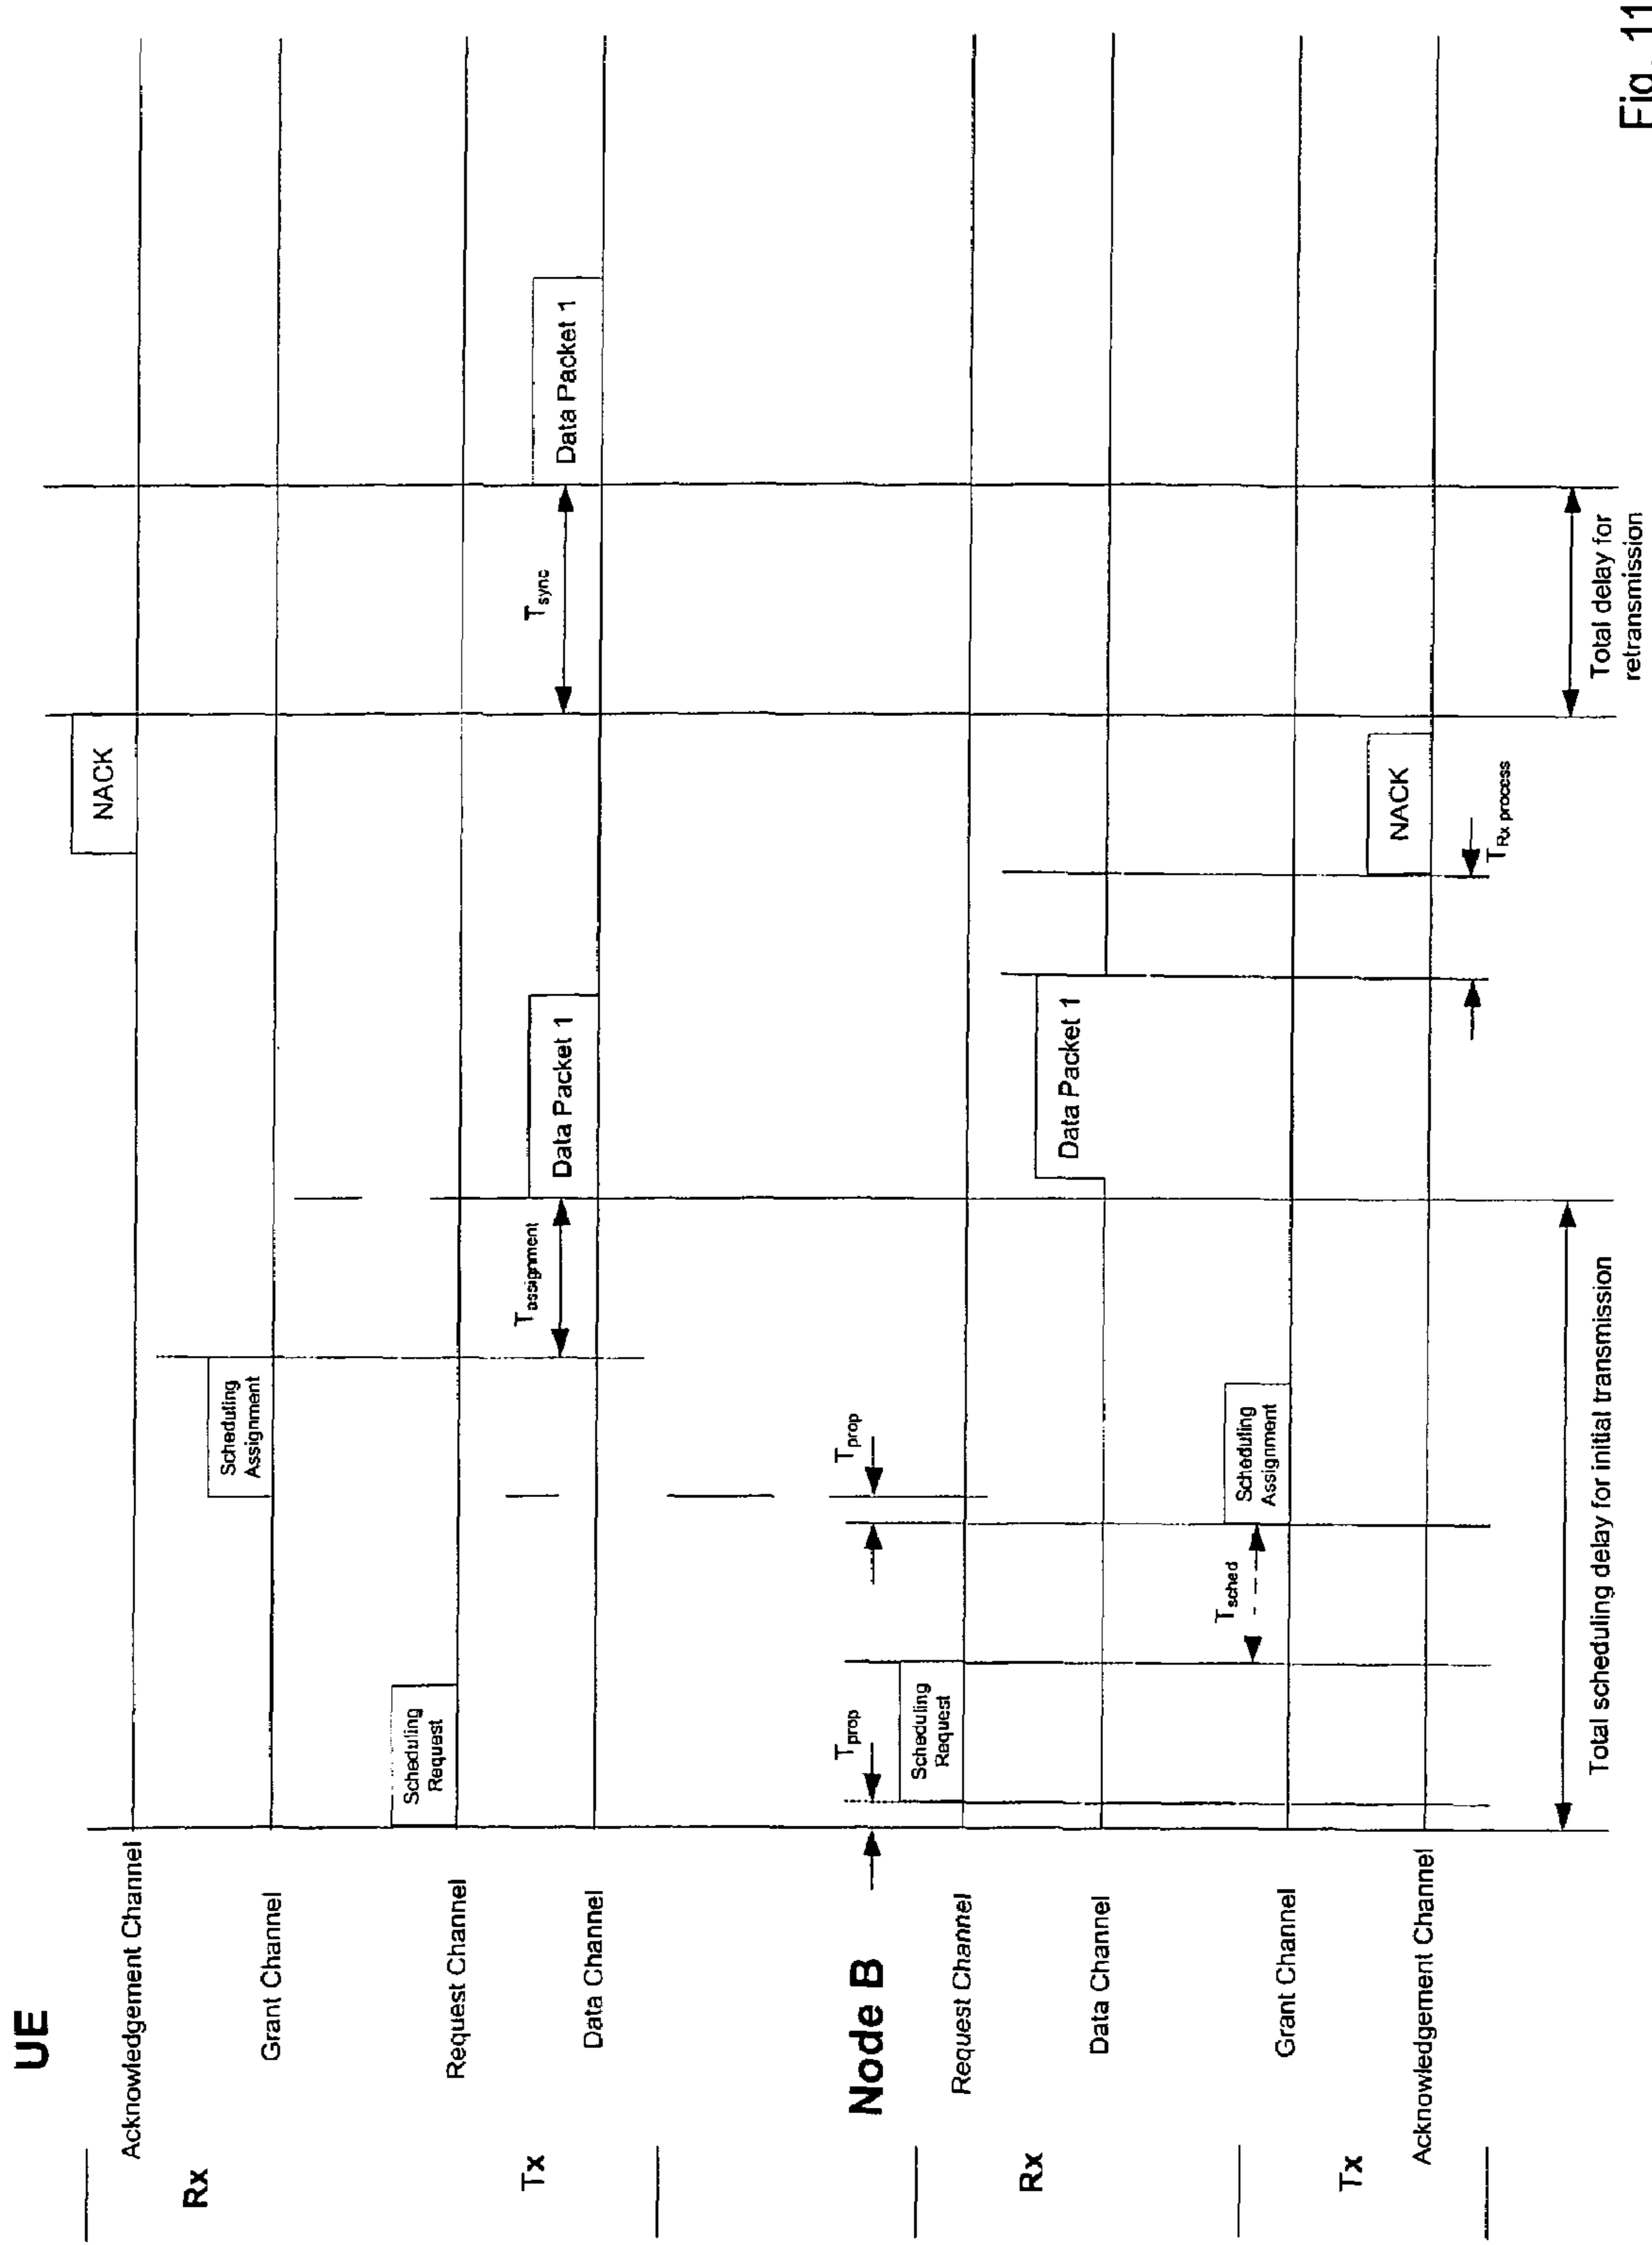 UE
Rx
Acknowledgement Channel
NACK
Grant Channel
Scheduling
Assignment
Tx
Request Channel
Scheduling
Request
Data Channel
Tassignment
Data Packet 1
Tsync
Data Packet 1
Node B
Tprop
Tprop
Rx
Request Channel
Scheduling
Request
Data Channel
Data Packet 1
Tx
Grant Channel
Tsched
Scheduling
Assignment
Acknowledgement Channel
NACK
TRx process
Total scheduling delay for initial transmission
Total delay for
retransmission
Fig. 11